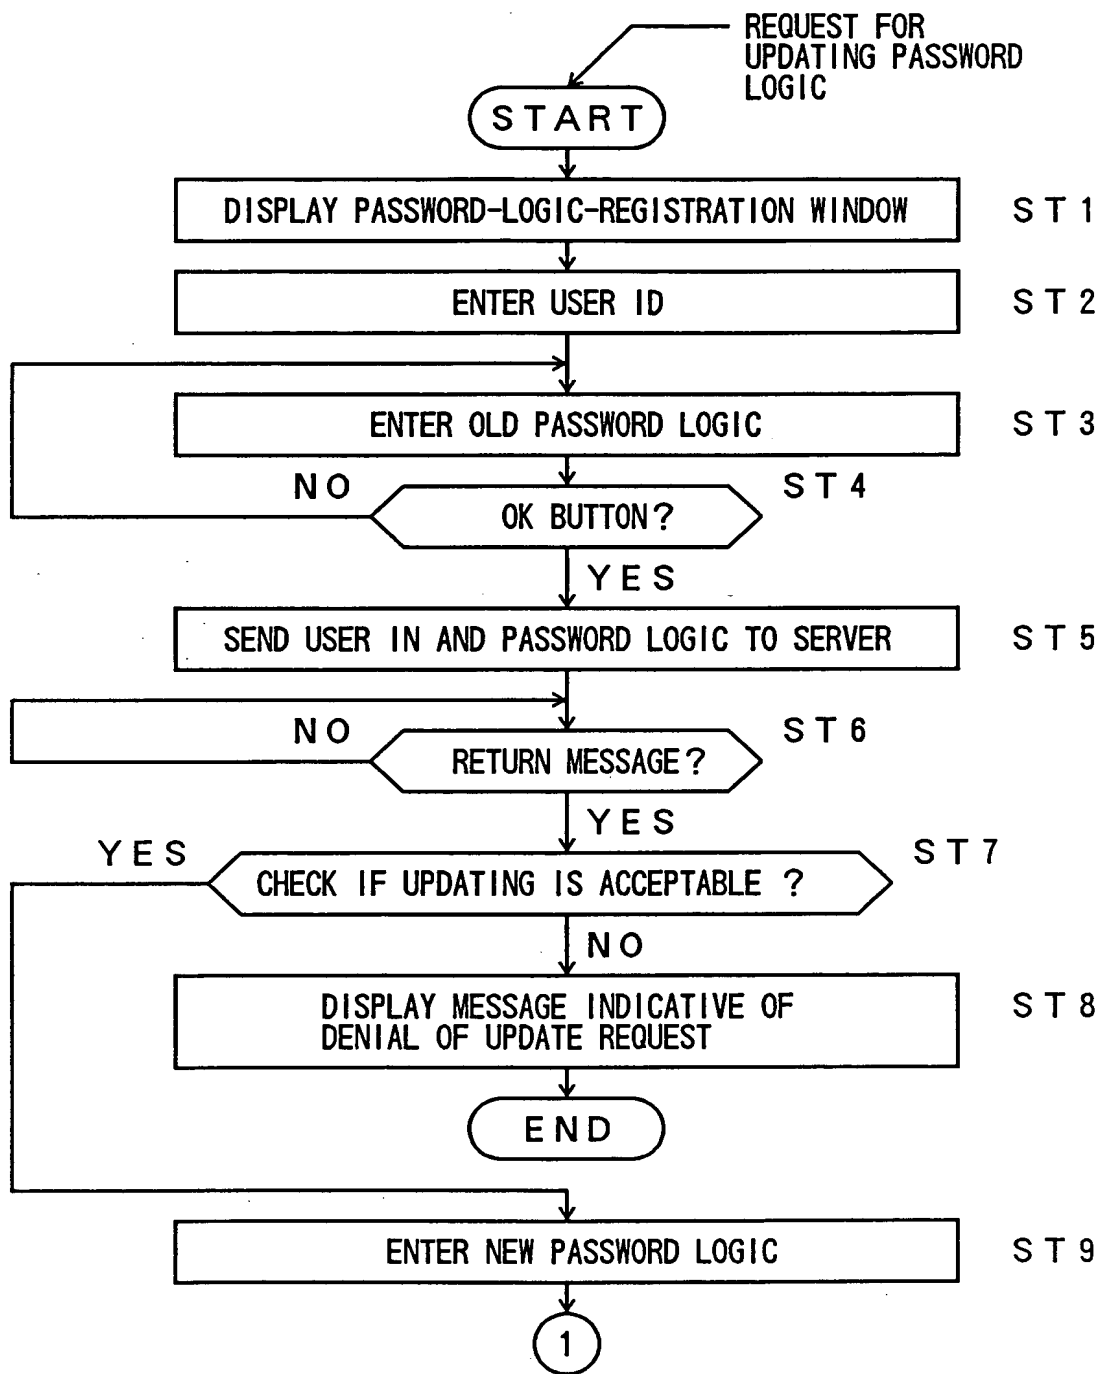 REQUEST FOR
UPDATING PASSWORD
LOGIC
START
DISPLAY PASSWORD-LOGIC-REGISTRATION WINDOW
ST1
ENTER USER ID
ST2
ENTER OLD PASSWORD LOGIC
ST3
NO
ST4
OK BUTTON?
YES
SEND USER IN AND PASSWORD LOGIC TO SERVER
ST5
NO
ST6
RETURN MESSAGE?
YES
YES
ST7
CHECK IF UPDATING IS ACCEPTABLE ?
NO
DISPLAY MESSAGE INDICATIVE OF
DENIAL OF UPDATE REQUEST
ST8
END
ENTER NEW PASSWORD LOGIC
ST9
1